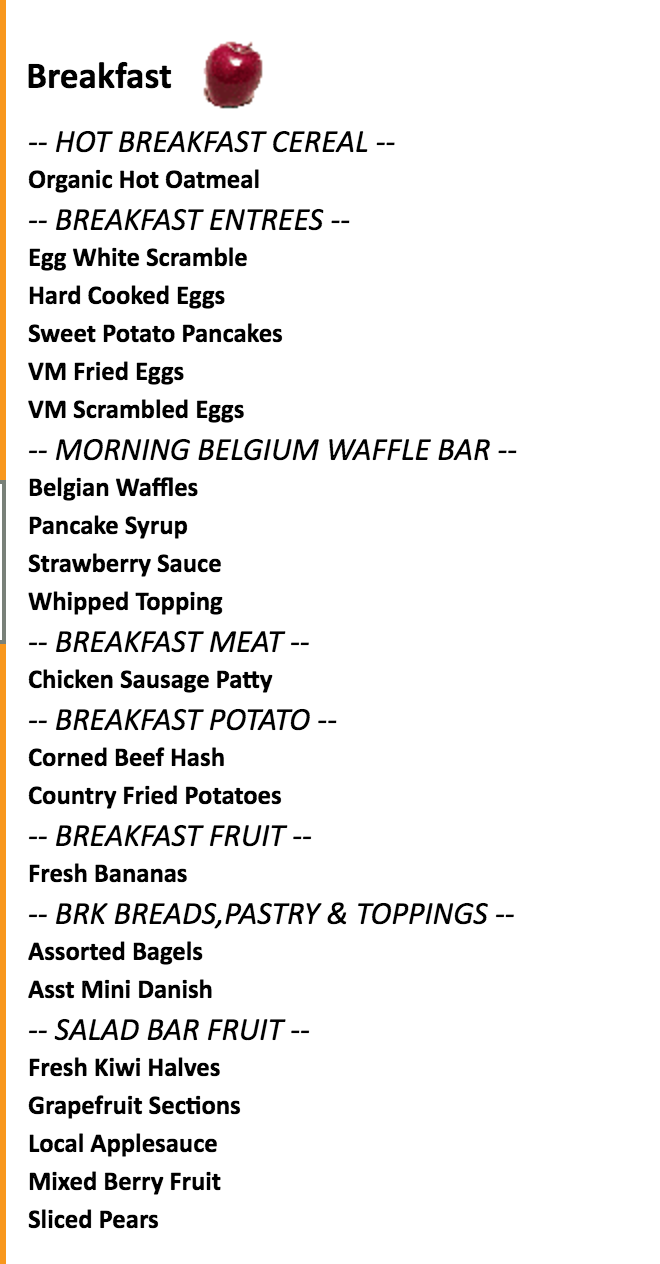 Breakfast
-- HOT BREAKFAST CEREAL --
Organic Hot Oatmeal
-- BREAKFAST ENTREES --
Egg White Scramble
Hard Cooked Eggs
Sweet Potato Pancakes
VM Fried Eggs
VM Scrambled Eggs
-- MORNING BELGIUM WAFFLE BAR --
Belgian Waffles
Pancake Syrup
Strawberry Sauce
Whipped Topping
-- BREAKFAST MEAT --
Chicken Sausage Patty
-- BREAKFAST POTATO --
Corned Beef Hash
Country Fried Potatoes
-- BREAKFAST FRUIT --
Fresh Bananas
-- BRK BREADS,PASTRY & TOPPINGS --
Assorted Bagels
Asst Mini Danish
-- SALAD BAR FRUIT --
Fresh Kiwi Halves
Grapefruit Sections
Local Applesauce
Mixed Berry Fruit
Sliced Pears